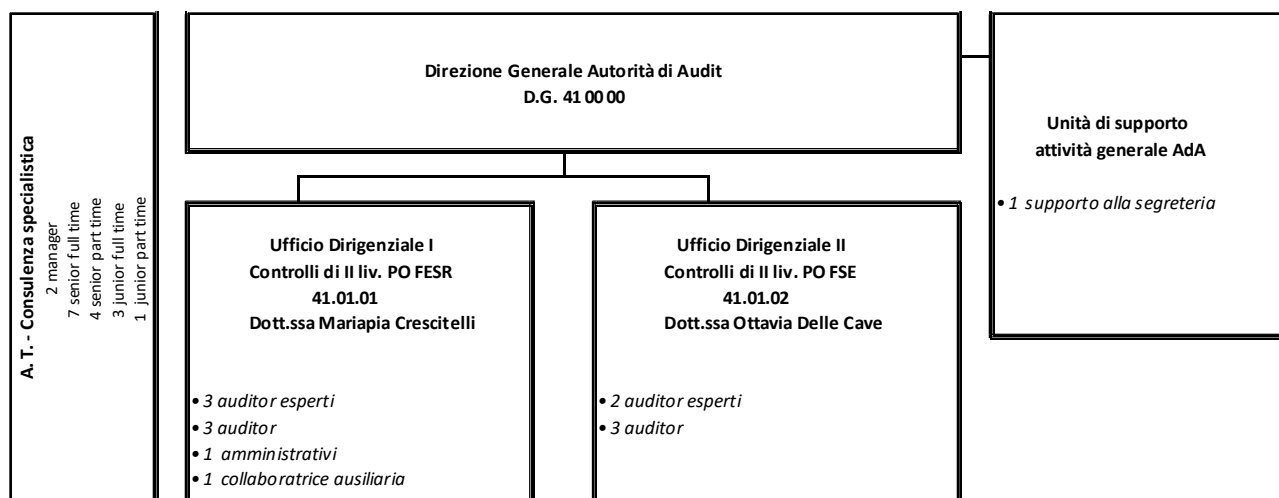 A. T. - Consulenza specialistica
2 manager
7 senior full time
4 senior part time
3 junior full time
1 junior part time
Direzione Generale Autorità di Audit
D.G. 41 00 00
Unità di supporto
attività generale AdA
• 1 supporto alla segreteria
Ufficio Dirigenziale I
Controlli di II liv. PO FESR
41.01.01
Dott.ssa Mariapia Crescitelli
• 3 auditor esperti
• 3 auditor
• 1 amministrativi
• 1 collaboratrice ausiliaria
Ufficio Dirigenziale II
Controlli di II liv. PO FSE
41.01.02
Dott.ssa Ottavia Delle Cave
• 2 auditor esperti
• 3 auditor